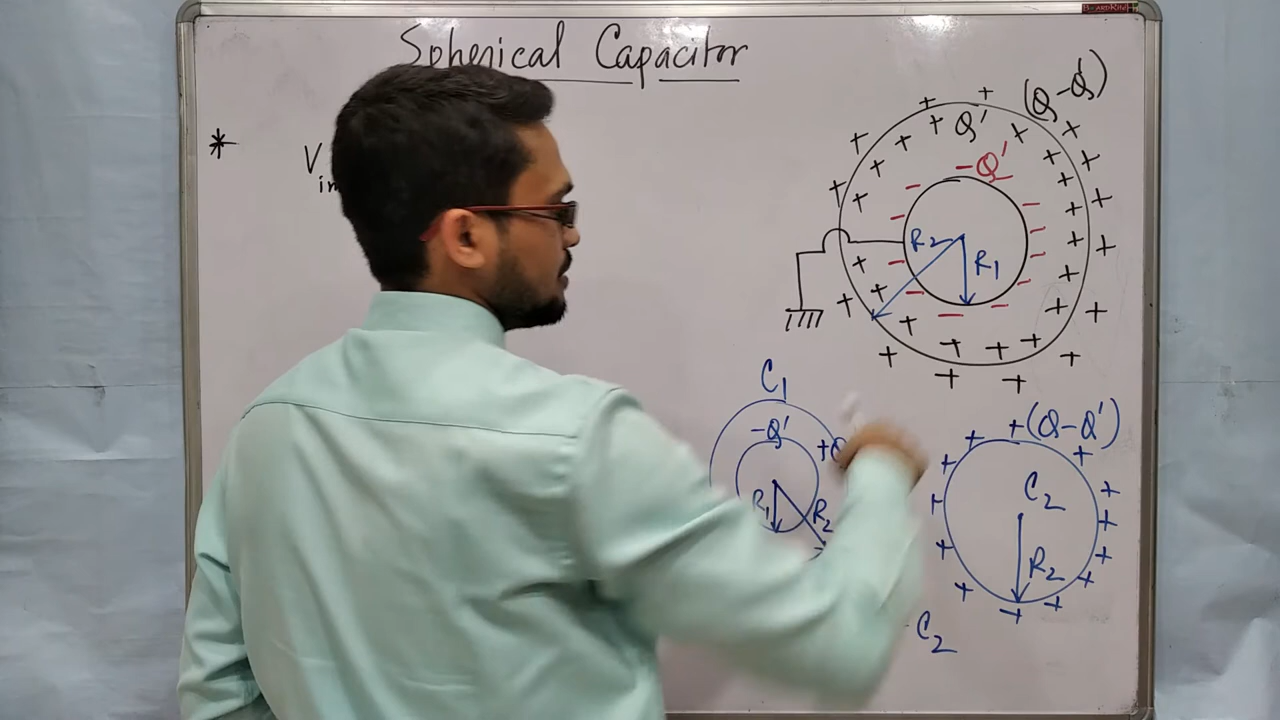 Spherical Capacitor
*
V
in
(Q-Q')
Q'
-Q'
R2
R1
C1
-Q'
+Q
R1
R2
+(Q-Q')
C2
R2
C2